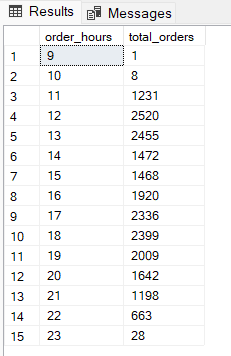 Results Messages
order_hours total_orders
1 9 1
2 10 8
3 11 1231
4 12 2520
5 13 2455
6 14 1472
7 15 1468
8 16 1920
9 17 2336
10 18 2399
11 19 2009
12 20 1642
13 21 1198
14 22 663
15 23 28